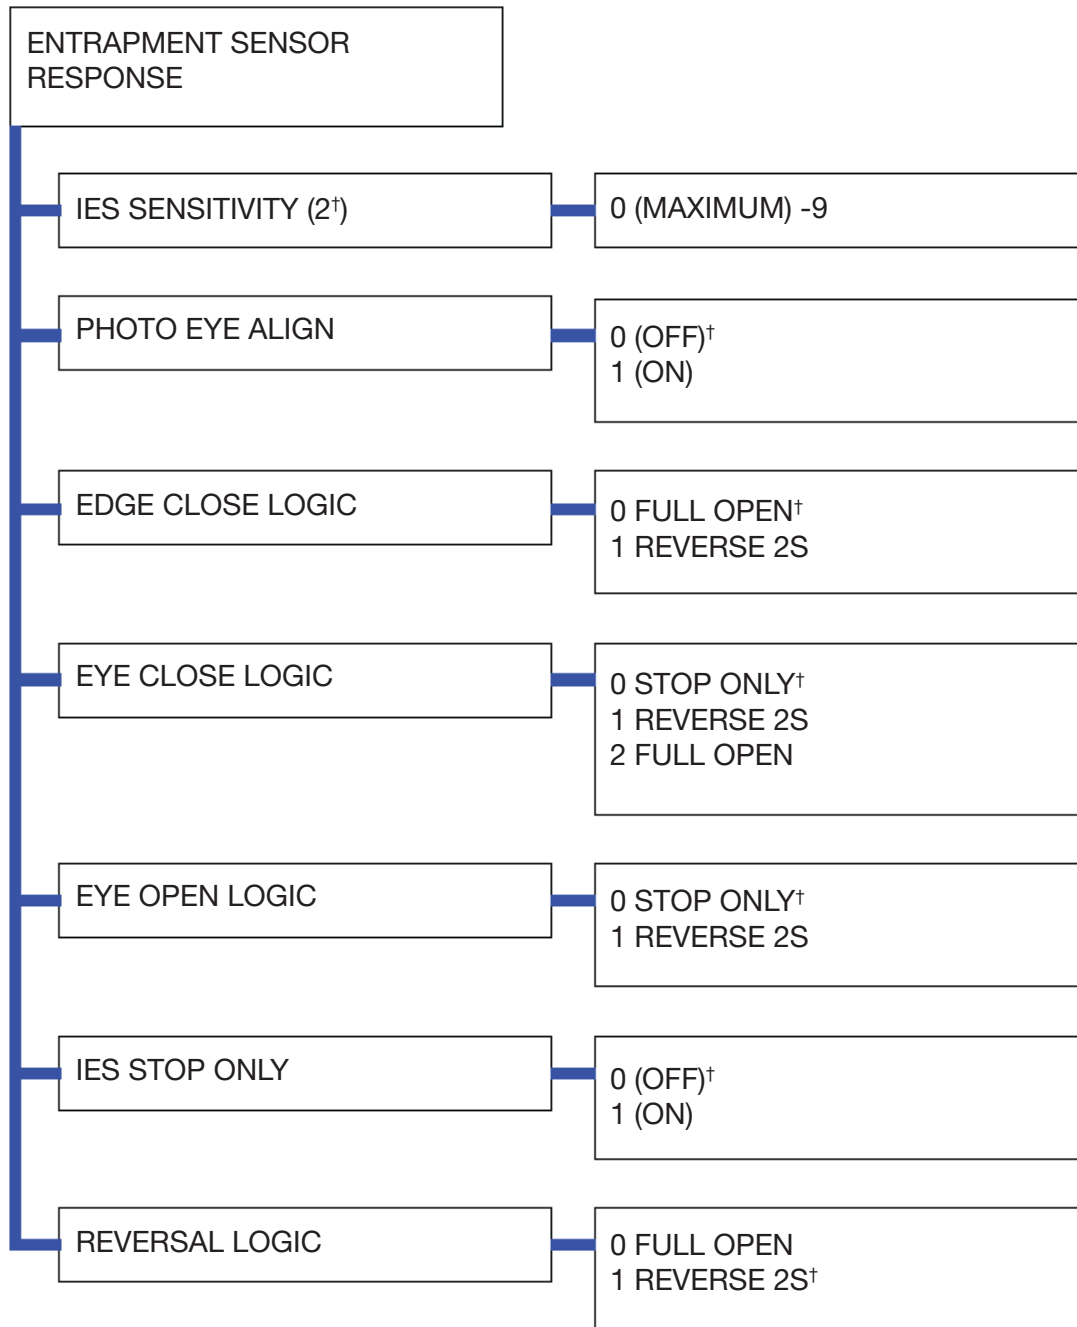 ENTRAPMENT SENSOR
RESPONSE
IES SENSITIVITY (2†)
0 (MAXIMUM) -9
PHOTO EYE ALIGN
0 (OFF)†
1 (ON)
EDGE CLOSE LOGIC
0 FULL OPEN†
1 REVERSE 2S
EYE CLOSE LOGIC
0 STOP ONLY†
1 REVERSE 2S
2 FULL OPEN
EYE OPEN LOGIC
0 STOP ONLY†
1 REVERSE 2S
IES STOP ONLY
0 (OFF)†
1 (ON)
REVERSAL LOGIC
0 FULL OPEN
1 REVERSE 2S†